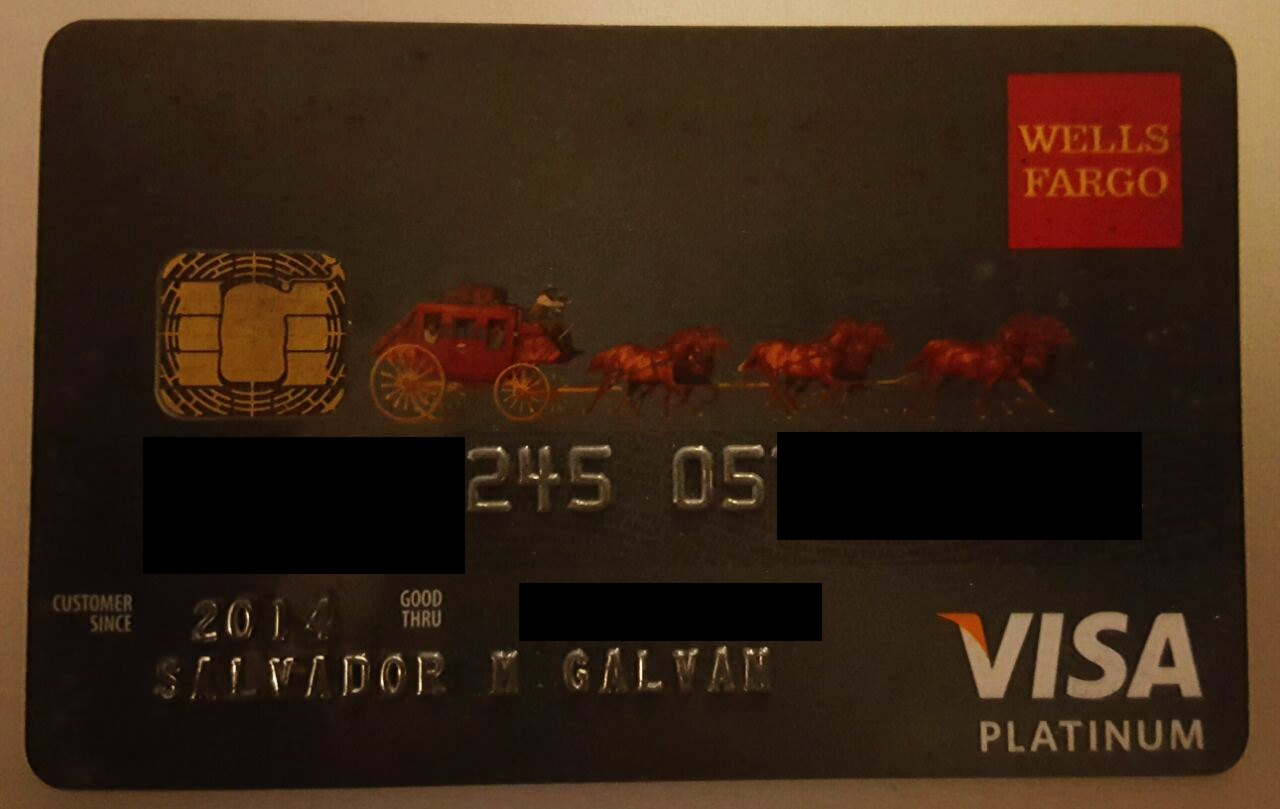 WELLS
FARGO
245 05
CUSTOMER
SINCE
2014
GOOD
THRU
SALVADOR M GALVAN
VISA
PLATINUM